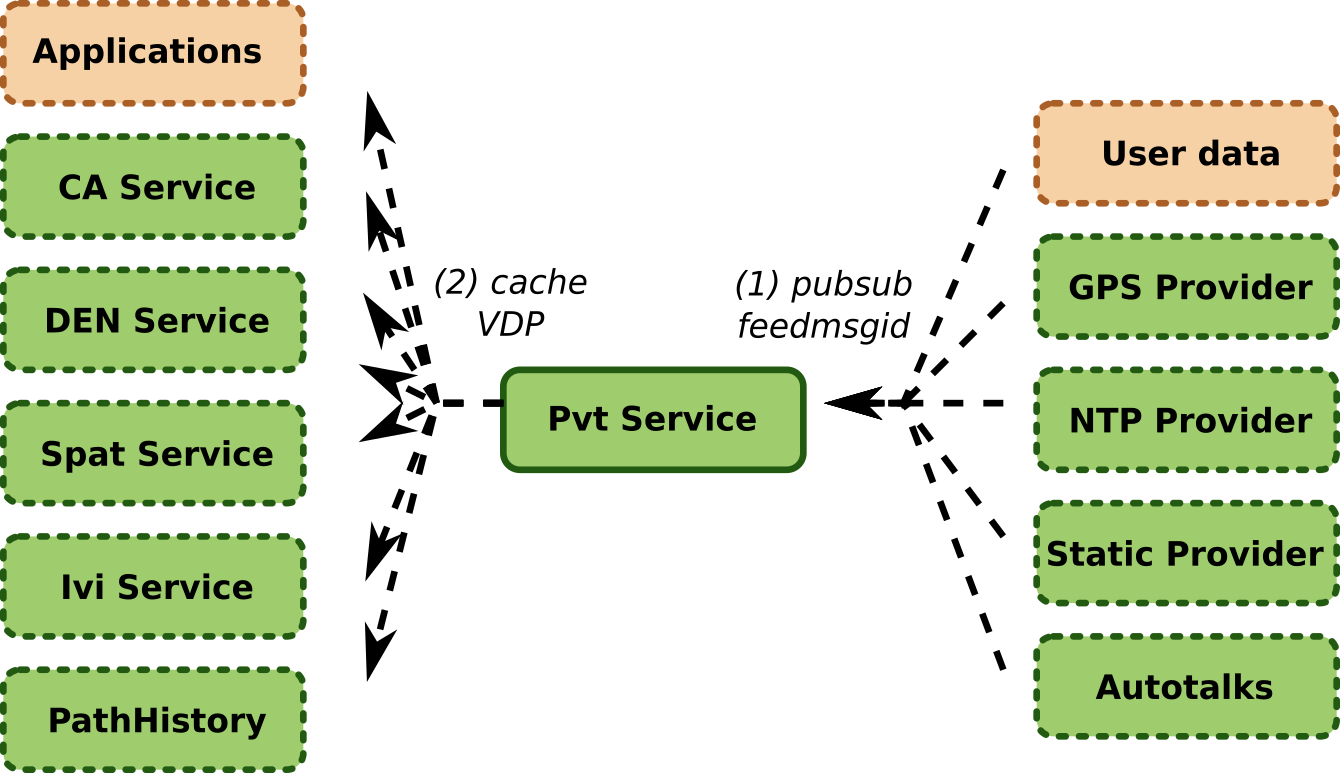 Applications
CA Service
DEN Service
Spat Service
Ivi Service
PathHistory
(2) cache
VDP
Pvt Service
(1) pubsub
feedmsgid
User data
GPS Provider
NTP Provider
Static Provider
Autotalks